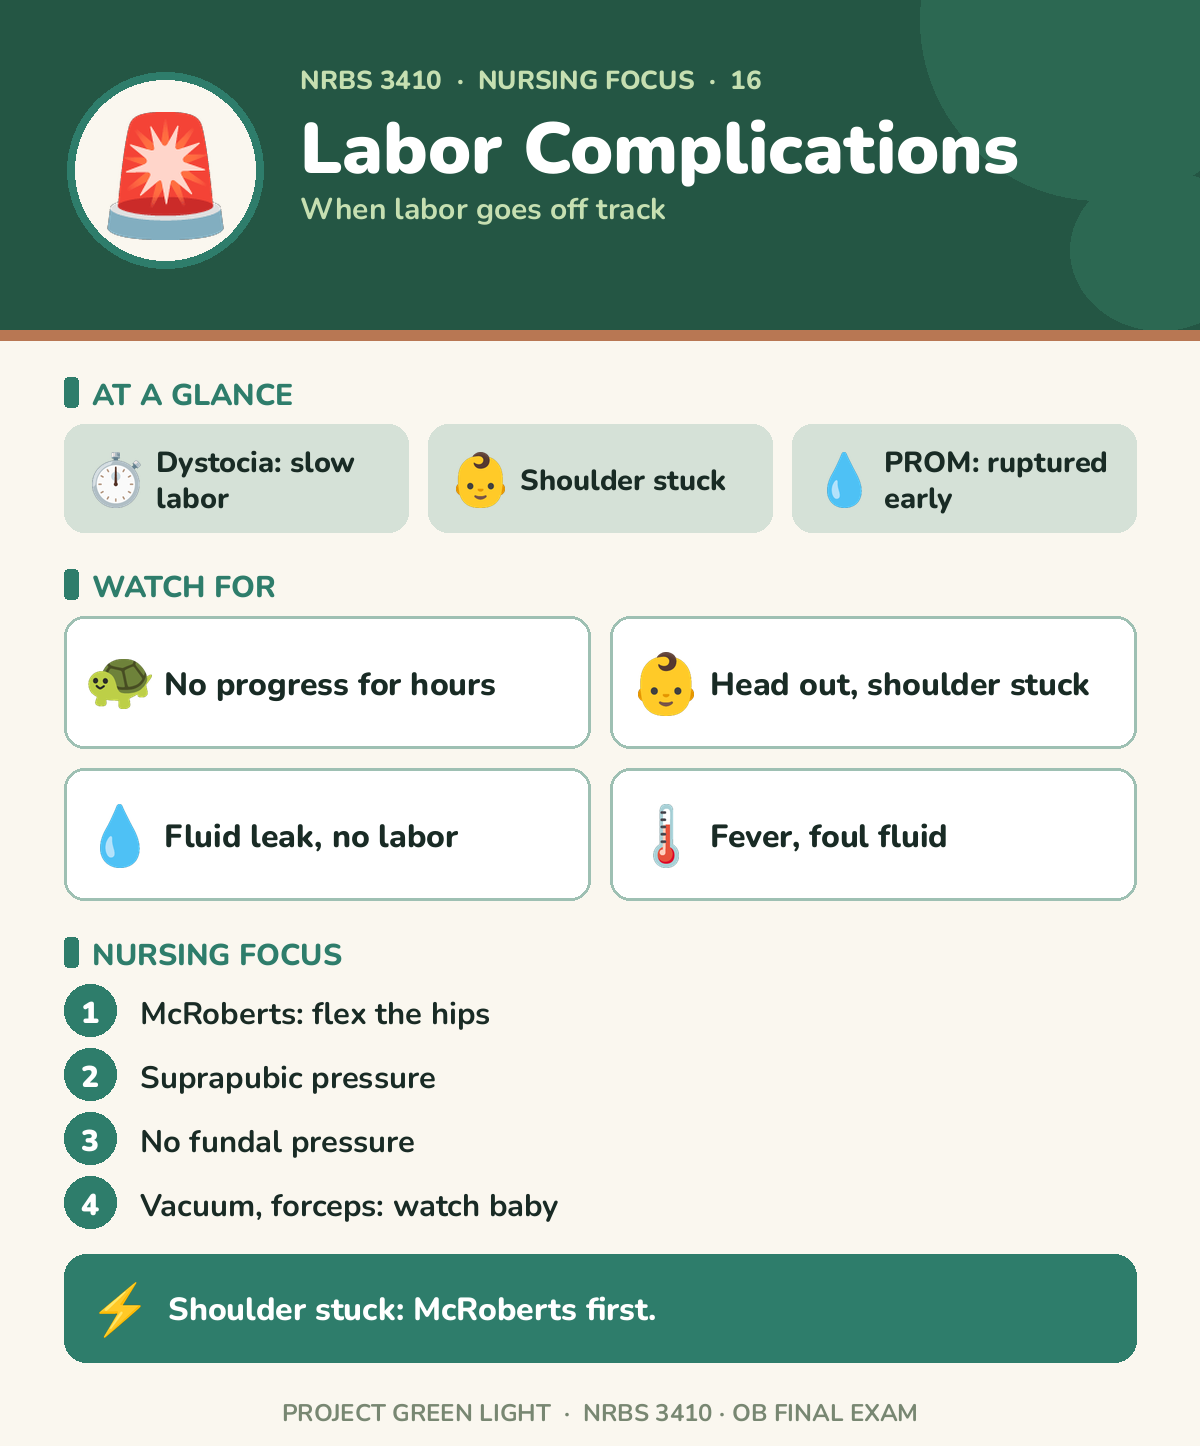 NRBS 3410 · NURSING FOCUS · 16
Labor Complications
When labor goes off track
AT A GLANCE
Dystocia: slow
labor
Shoulder stuck
PROM: ruptured
early
WATCH FOR
No progress for hours
Head out, shoulder stuck
Fluid leak, no labor
Fever, foul fluid
NURSING FOCUS
1 McRoberts: flex the hips
2 Suprapubic pressure
3 No fundal pressure
4 Vacuum, forceps: watch baby
Shoulder stuck: McRoberts first.
PROJECT GREEN LIGHT · NRBS 3410 · OB FINAL EXAM